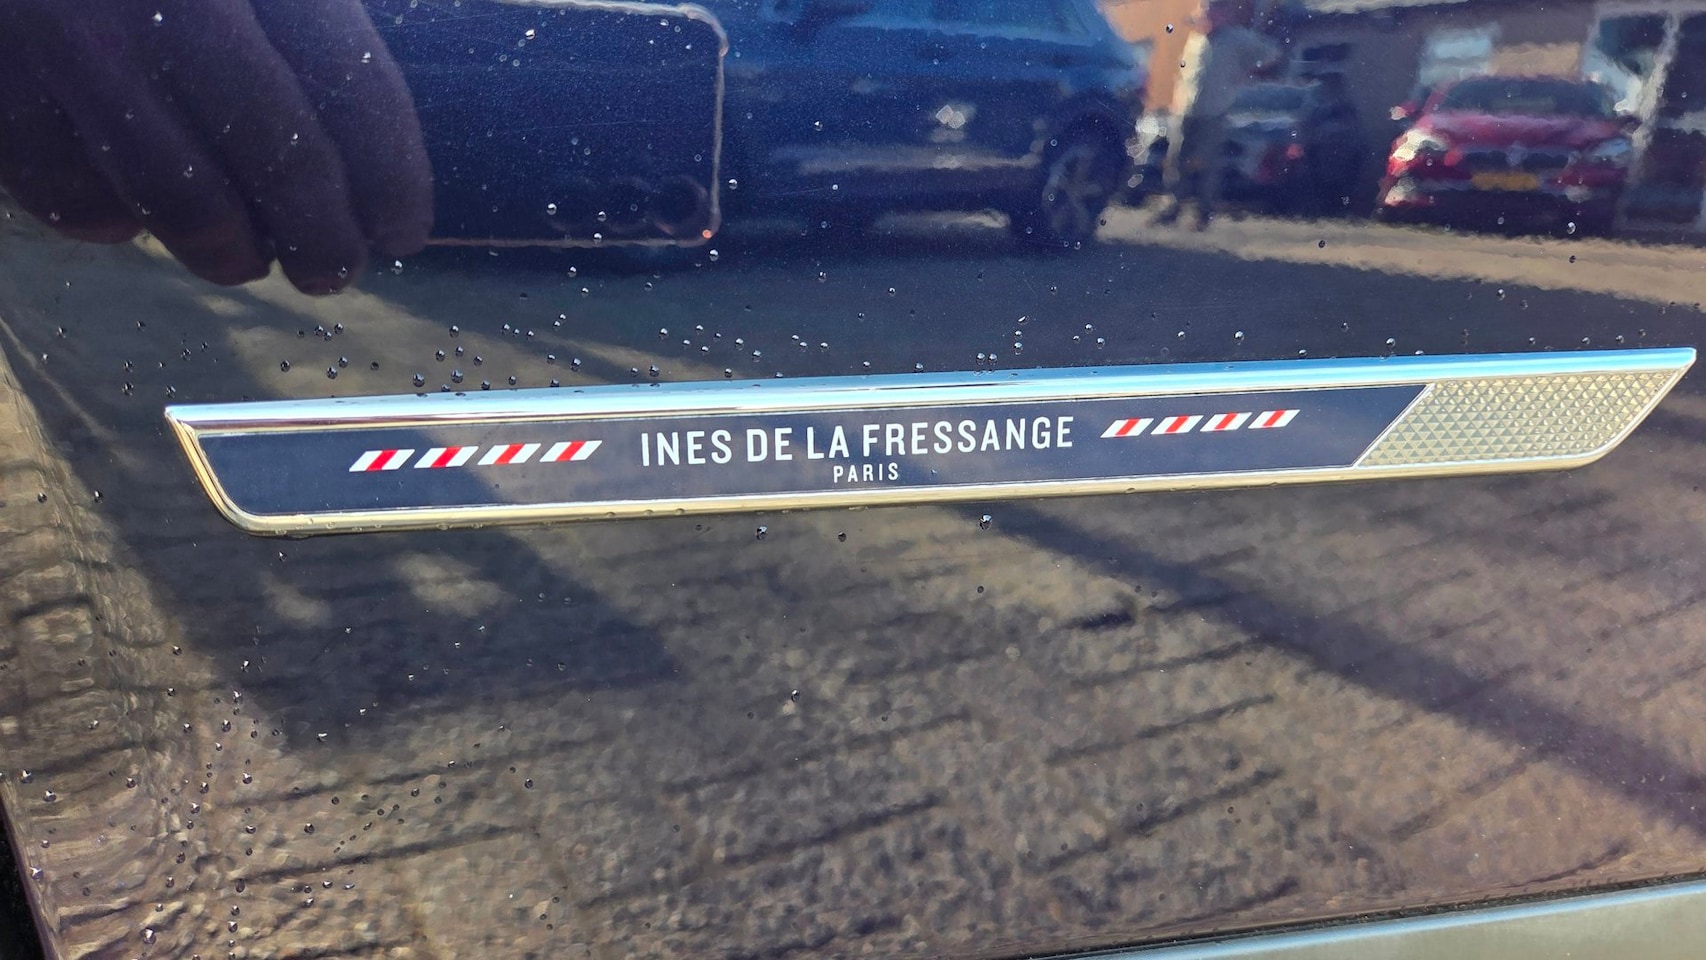 INES DE LA FRESSANGE
PARIS